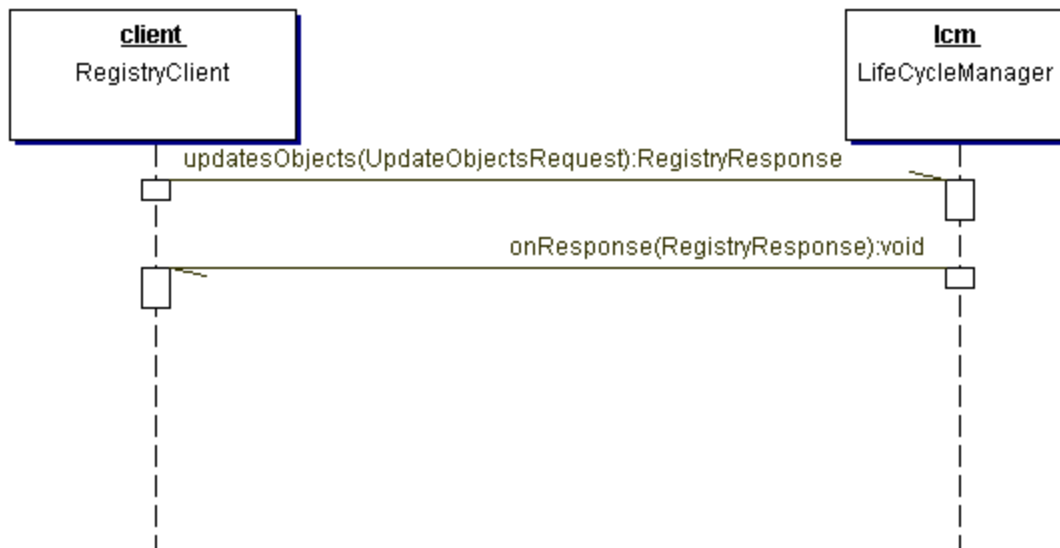 client
RegistryClient
lcm
LifeCycleManager
updatesObjects(UpdateObjectsRequest):RegistryResponse
onResponse(RegistryResponse):void